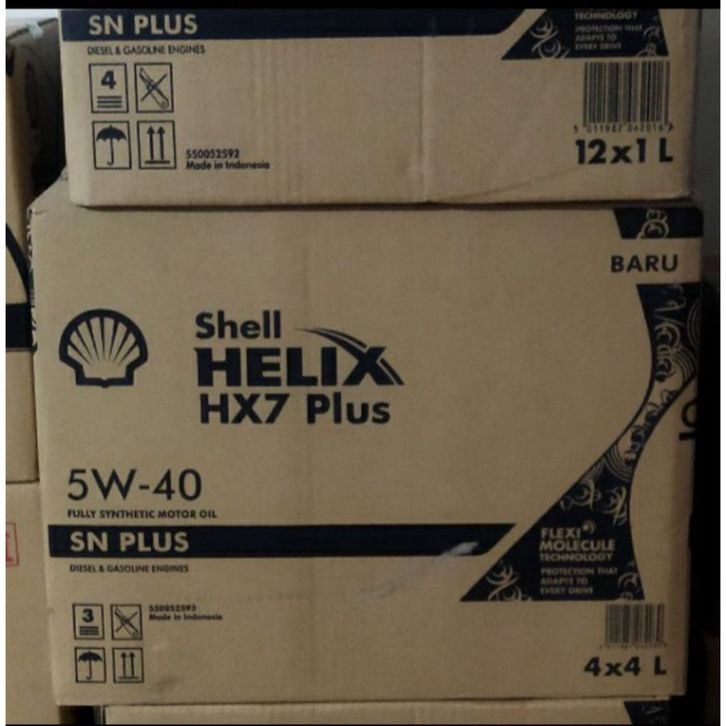 SN PLUS
DIESEL & GASOLINE ENGINES
TECHNOLOGY
PROTECTION THAT
ADAPTS TO
EVERY DRIVE
4
550052592
Made in Indonesia
12x1 L
BARU
Shell
HELIX
HX7 Plus
5W-40
FULLY SYNTHETIC MOTOR OIL
SN PLUS
DIESEL & GASOLINE ENGINES
FLEXI
MOLECULE
TECHNOLOGY
PROTECTION THAT
ADAPTS TO
EVERY DRIVE
3
550052593
Made in Indonesia
4x4 L